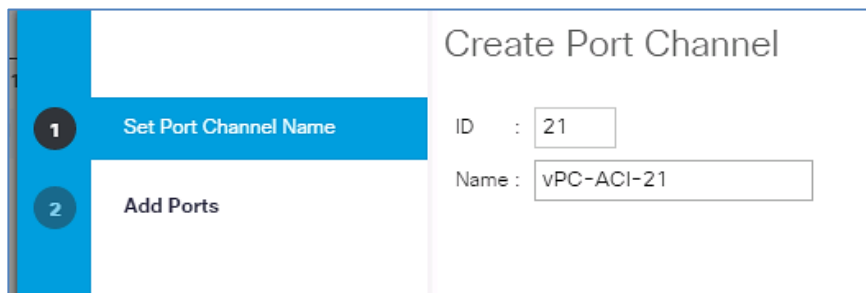 Create Port Channel
1 Set Port Channel Name
ID : 21
Name : vPC-ACI-21
2 Add Ports